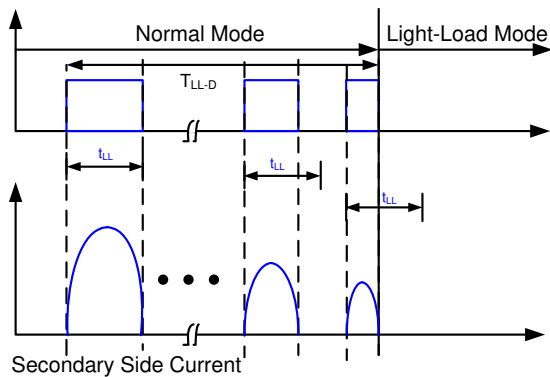 Normal Mode
Light-Load Mode
TLL-D
tLL
tLL
tLL
Secondary Side Current